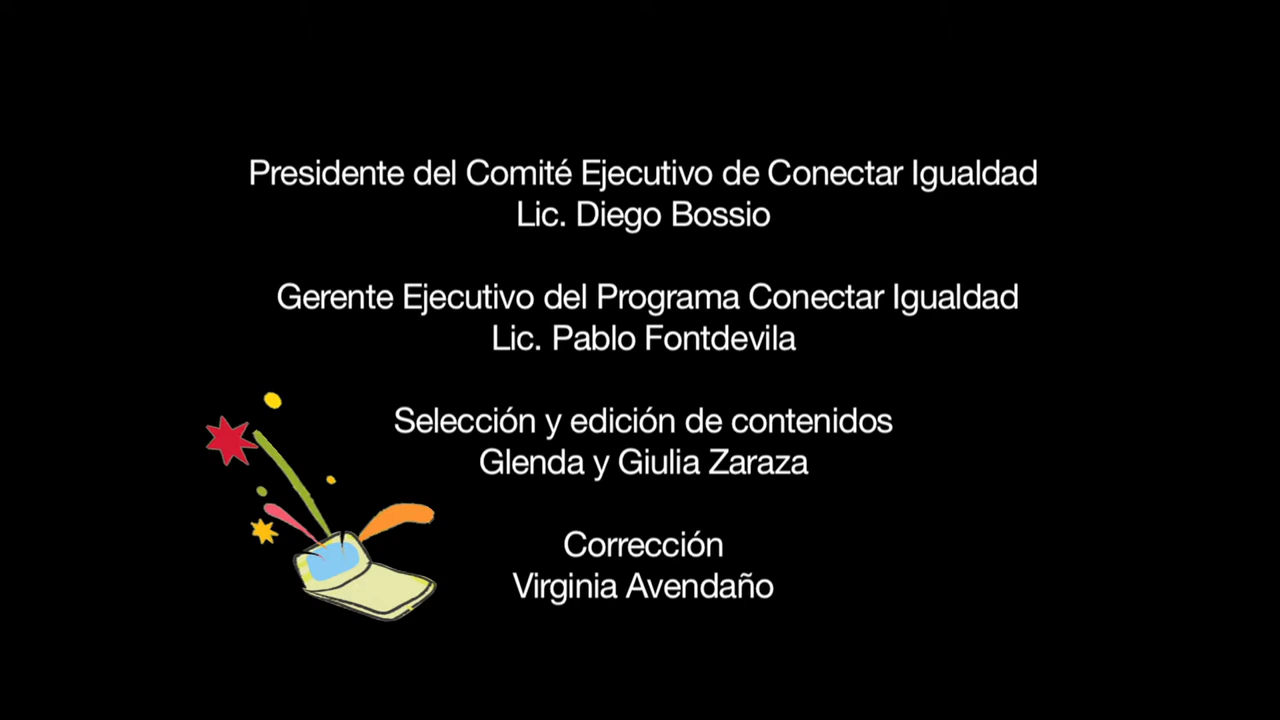 Presidente del Comité Ejecutivo de Conectar Igualdad
Lic. Diego Bossio
Gerente Ejecutivo del Programa Conectar Igualdad
Lic. Pablo Fontdevila
Selección y edición de contenidos
Glenda y Giulia Zaraza
Corrección
Virginia Avendaño